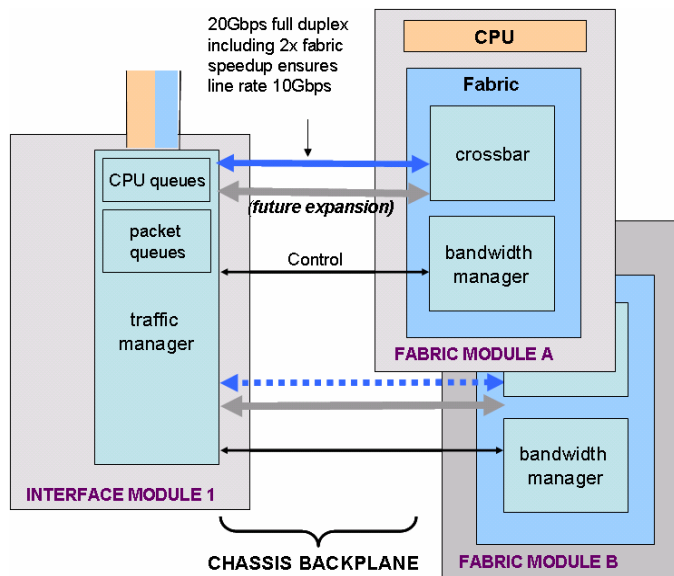 20Gbps full duplex
including 2x fabric
speedup ensures
line rate 10Gbps
CPU
Fabric
crossbar
CPU queues
(future expansion)
packet
queues
bandwidth
manager
Control
traffic
manager
FABRIC MODULE A
bandwidth
manager
INTERFACE MODULE 1
CHASSIS BACKPLANE
FABRIC MODULE B